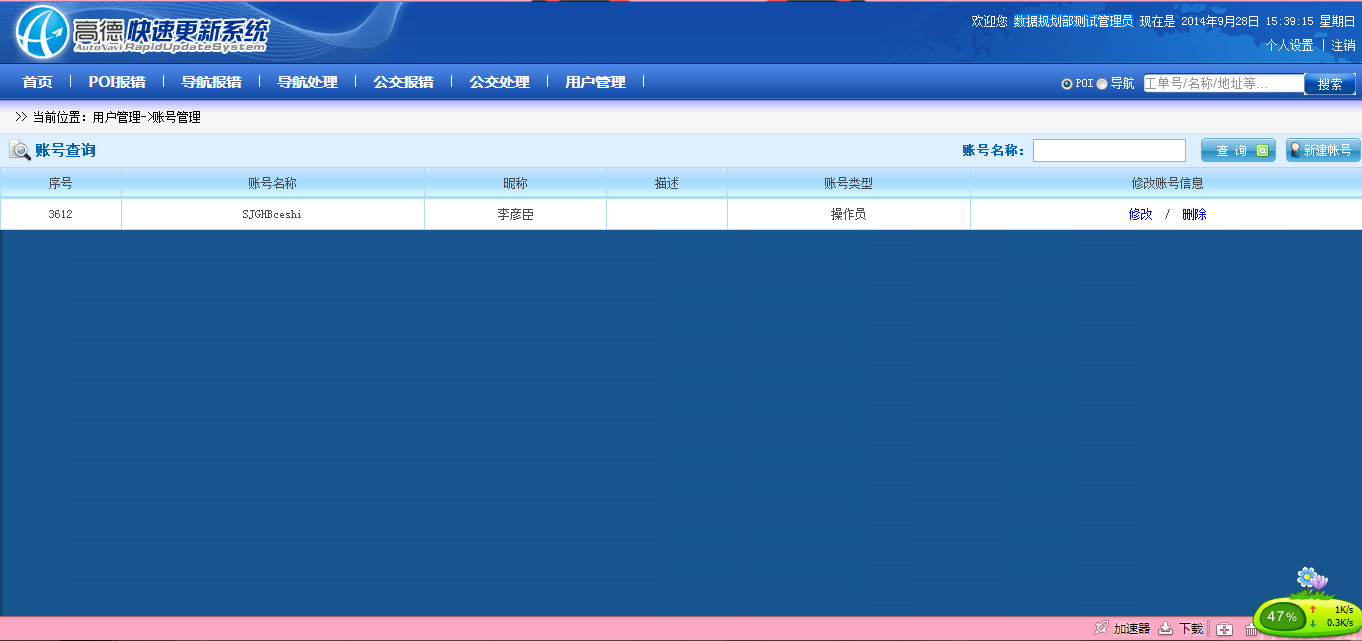 高德快速更新系统
AutoNavi RapidUpdateSystem
欢迎您 数据规划部测试管理员 现在是 2014年9月28日 15:39:15 星期日
个人设置 | 注销
首页 | POI报错 | 导航报错 | 导航处理 | 公交报错 | 公交处理 | 用户管理 |
POI 导航 工单号/名称/地址等... 搜索
>> 当前位置：用户管理->账号管理
账号查询 账号名称： 查 询 新建帐号
序号 账号名称 昵称 描述 账号类型 修改账号信息
3612 SJGHBceshi 李彦臣 操作员 修改 / 删除
47% 1K/s
0.3K/s
加速器 下载